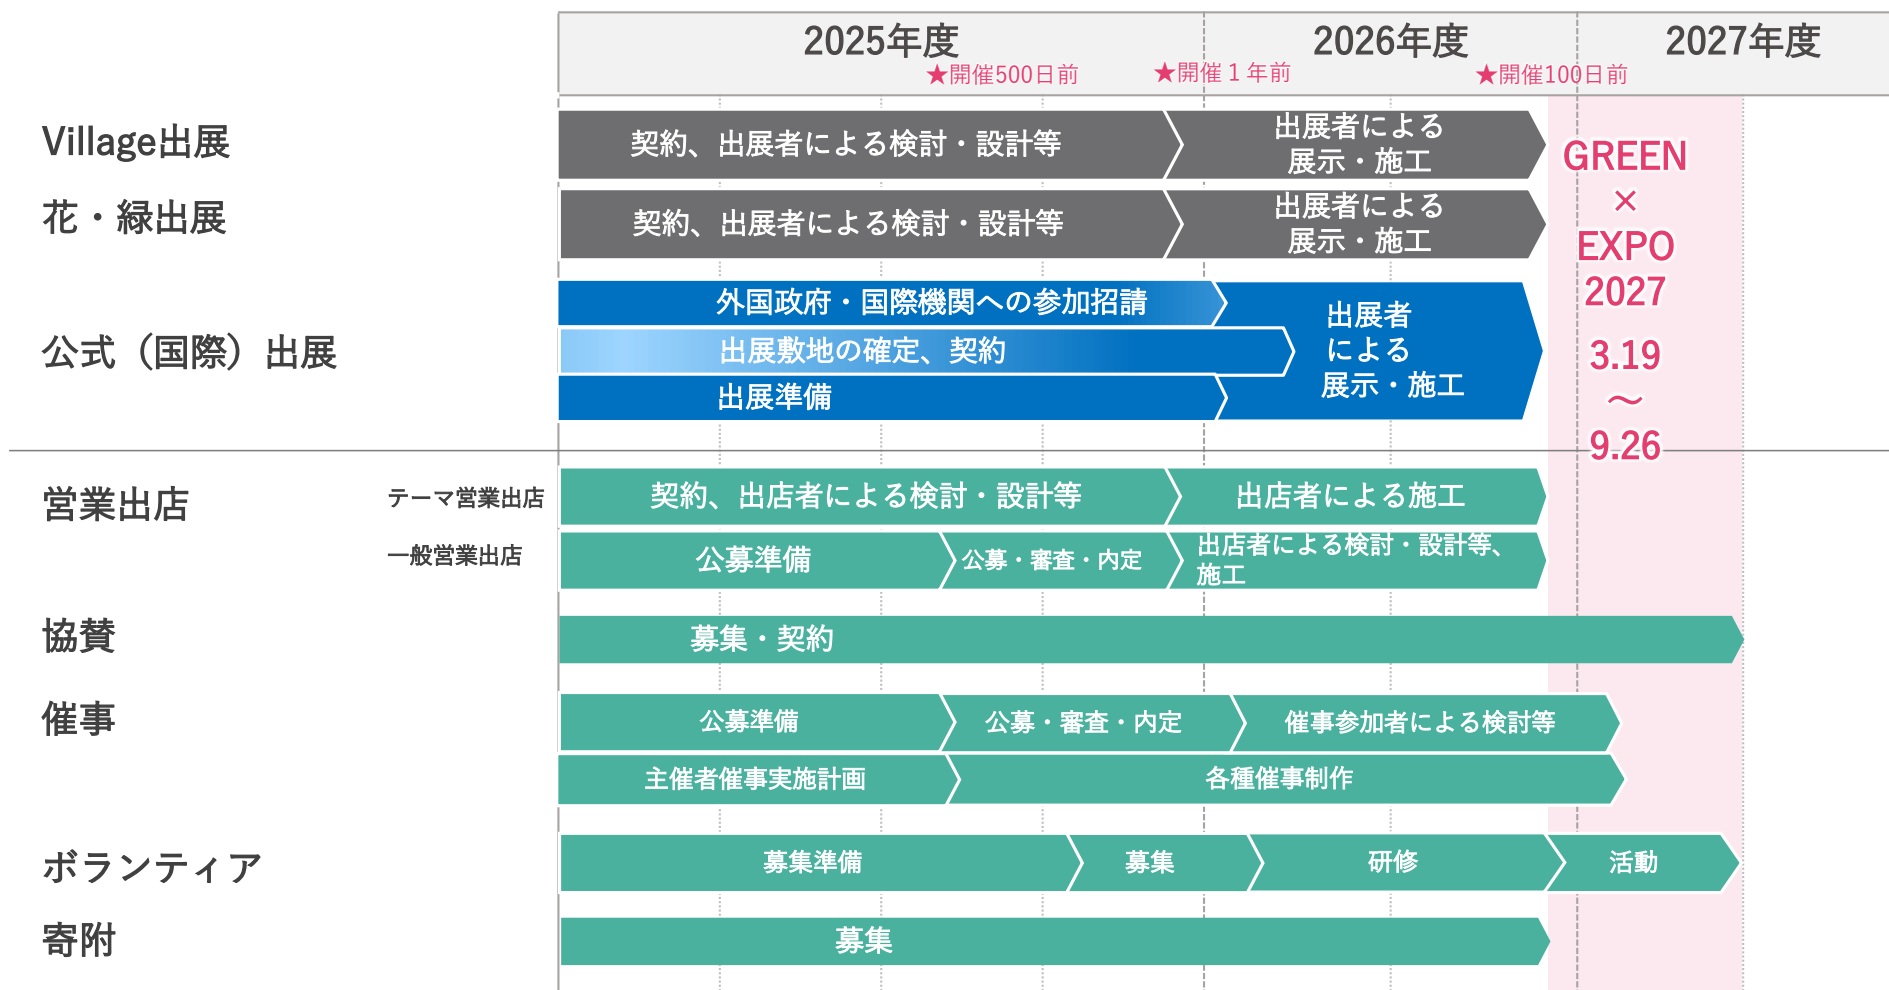 2025年度
2026年度
2027年度
★開催500日前
★開催１年前
★開催100日前
Village出展
契約、出展者による検討・設計等
出展者による
展示・施工
花・緑出展
契約、出展者による検討・設計等
出展者による
展示・施工
公式（国際）出展
外国政府・国際機関への参加招請
出展敷地の確定、契約
出展準備
出展者
による
展示・施工
GREEN
×
EXPO
2027
3.19
～
9.26
営業出店
テーマ営業出店
契約、出店者による検討・設計等
出店者による施工
一般営業出店
公募準備
公募・審査・内定
出店者による検討・設計等、
施工
協賛
募集・契約
催事
公募準備
公募・審査・内定
催事参加者による検討等
主催者催事実施計画
各種催事制作
ボランティア
募集準備
募集
研修
活動
寄附
募集